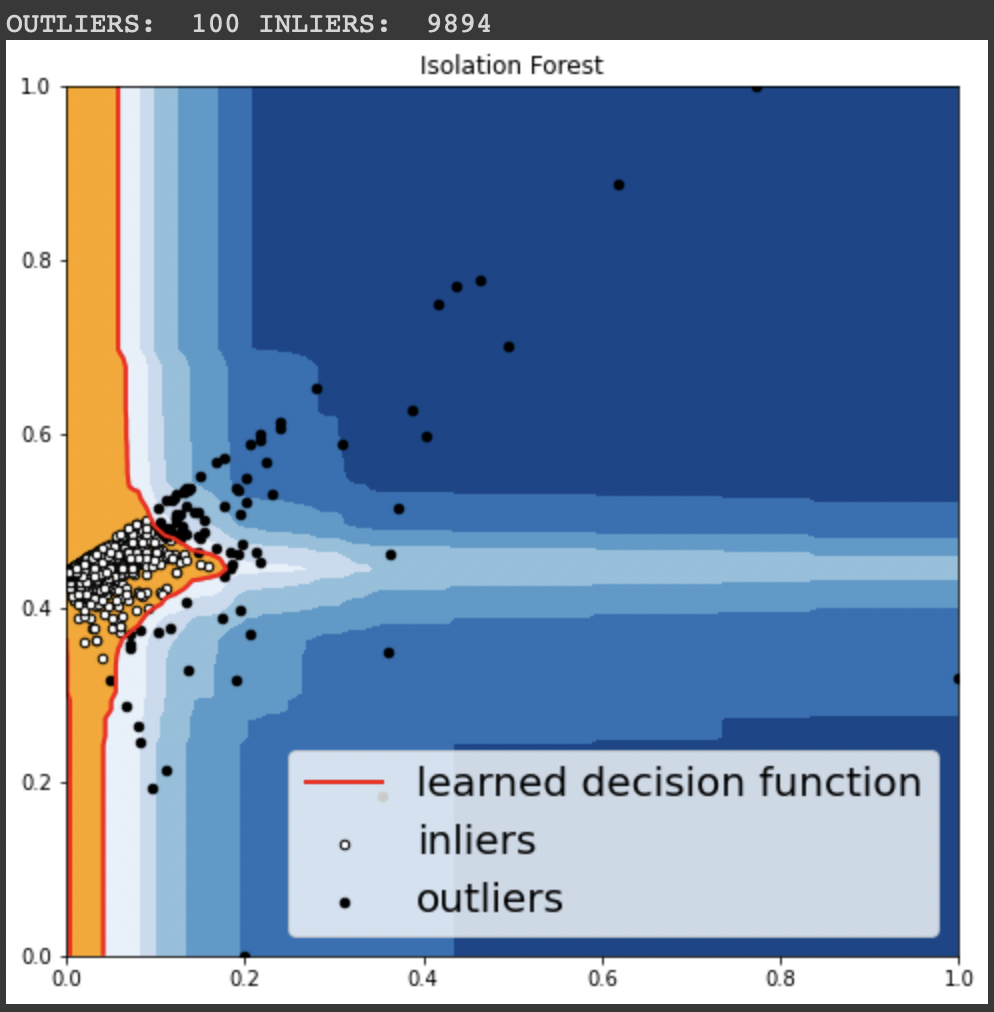 OUTLIERS:  100 INLIERS:  9894
Isolation Forest
1.0
0.8
0.6
0.4
0.2
0.0
0.0 0.2 0.4 0.6 0.8 1.0
learned decision function
inliers
outliers